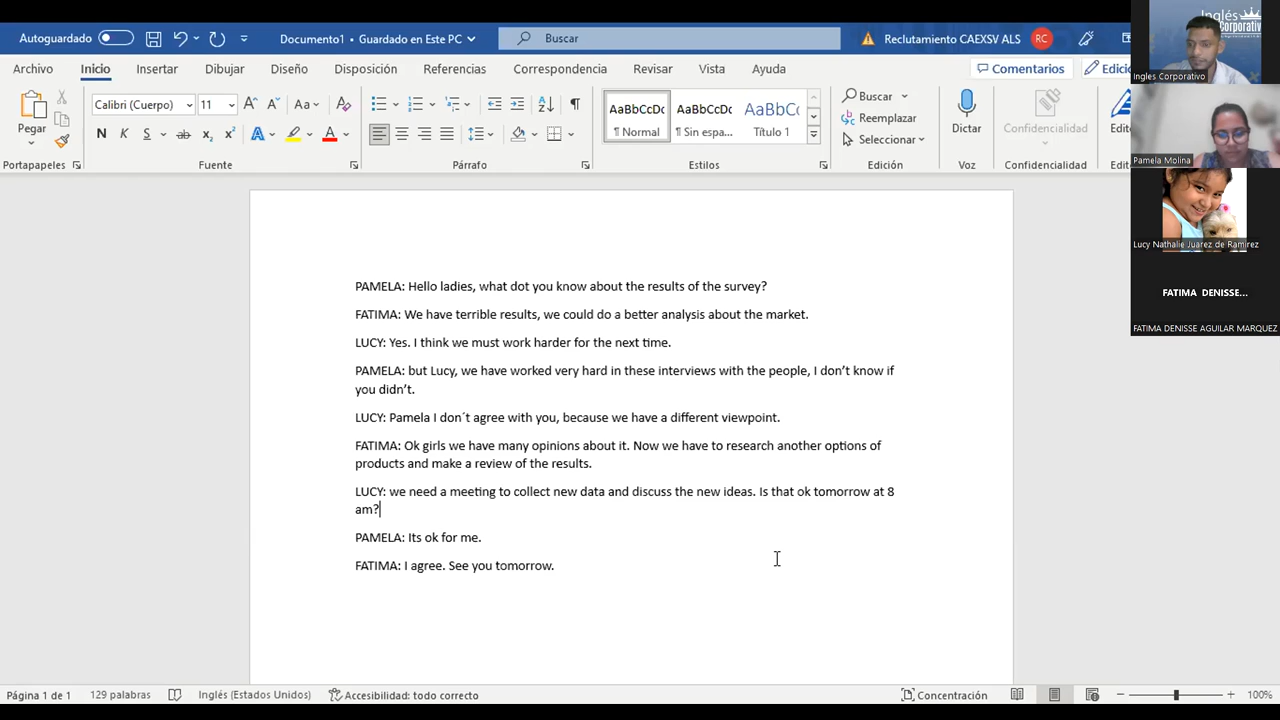 Autoguardado
Documento1 • Guardado en Este PC
Buscar
Reclutamiento CAEXSV ALS
RC
Inglés
Corporativo
Archivo
Inicio
Insertar
Dibujar
Diseño
Disposición
Referencias
Correspondencia
Revisar
Vista
Ayuda
Comentarios
Edició
Ingles Corporativo
Pegar
Calibri (Cuerpo)
11
N K S ab x₂ x²
AaBbCcDc
AaBbCcDc
AaBbCc
¶ Normal
¶ Sin espa...
Título 1
Buscar
Reemplazar
Seleccionar
Dictar
Confidencialidad
Edito
Portapapeles
Fuente
Párrafo
Estilos
Edición
Voz
Confidencialidad
Ed
Pamela Molina
Lucy Nathalie Juarez de Ramirez
FATIMA DENISSE...
FATIMA DENISSE AGUILAR MARQUEZ
PAMELA: Hello ladies, what dot you know about the results of the survey?
FATIMA: We have terrible results, we could do a better analysis about the market.
LUCY: Yes. I think we must work harder for the next time.
PAMELA: but Lucy, we have worked very hard in these interviews with the people, I don’t know if
you didn’t.
LUCY: Pamela I don´t agree with you, because we have a different viewpoint.
FATIMA: Ok girls we have many opinions about it. Now we have to research another options of
products and make a review of the results.
LUCY: we need a meeting to collect new data and discuss the new ideas. Is that ok tomorrow at 8
am?
PAMELA: Its ok for me.
FATIMA: I agree. See you tomorrow.
Página 1 de 1
129 palabras
Inglés (Estados Unidos)
Accesibilidad: todo correcto
Concentración
100%